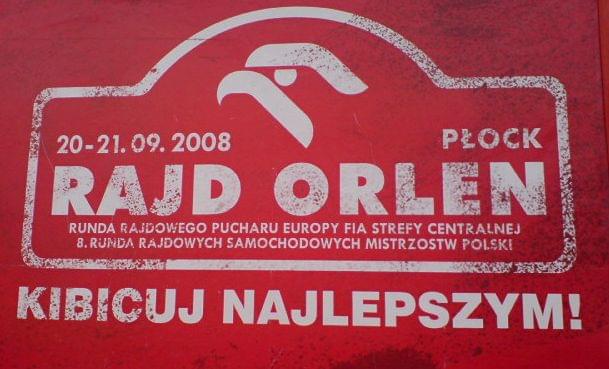 20-21.09.2008 PŁOCK
RAJD ORLEN
RUNDA RAJDOWEGO PUCHARU EUROPY FIA STREFY CENTRALNEJ
8. RUNDA RAJDOWYCH SAMOCHODOWYCH MISTRZOSTW POLSKI
KIBICUJ NAJLEPSZYM!